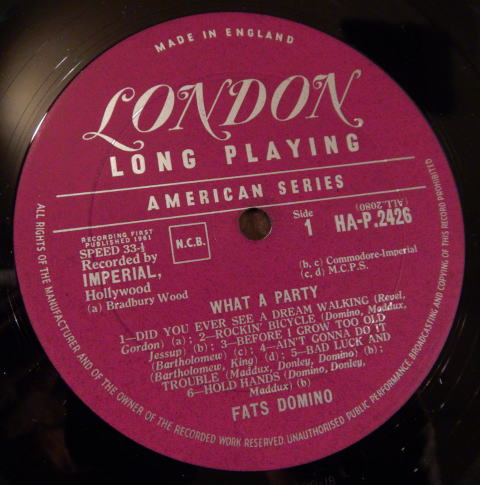 MADE IN ENGLAND
LONDON
LONG PLAYING
AMERICAN SERIES
RECORDING FIRST
PUBLISHED 1961
SPEED 33-⅓
Recorded by
IMPERIAL,
Hollywood
(a) Bradbury Wood
N.C.B.
Side
1
(ALL.2080)
HA-P.2426
(b, c) Commodore-Imperial
(c, d) M.C.P.S.
WHAT A PARTY
1—DID YOU EVER SEE A DREAM WALKING (Revel,
Gordon) (a); 2—ROCKIN' BICYCLE (Domino, Maddux,
Jessup) (b); 3—BEFORE I GROW TOO OLD
(Bartholomew) (c); 4—AIN'T GONNA DO IT
(Bartholomew, King) (d); 5—BAD LUCK AND
TROUBLE (Maddux, Donley, Domino) (b);
6—HOLD HANDS (Domino, Donley,
Maddux) (b)
FATS DOMINO
ALL RIGHTS OF THE MANUFACTURER AND OF THE OWNER OF THE RECORDED WORK RESERVED. UNAUTHORISED PUBLIC PERFORMANCE, BROADCASTING AND COPYING OF THIS RECORD PROHIBITED